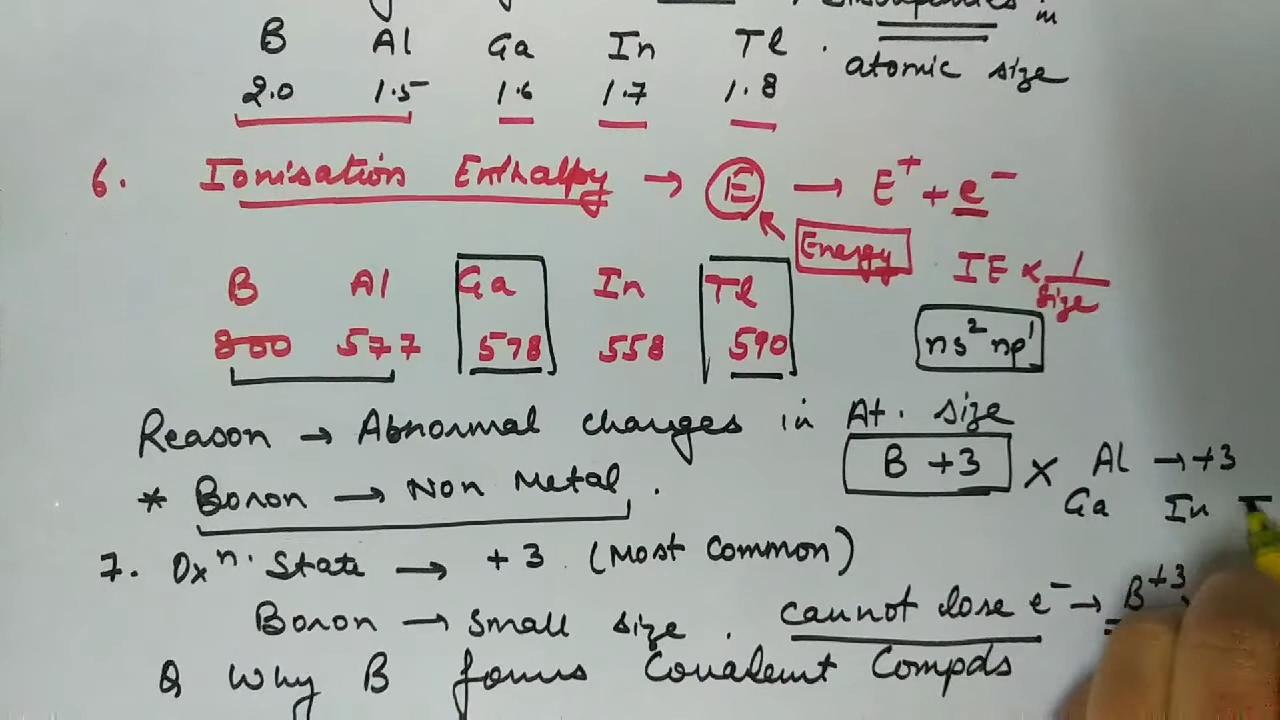 in
B Al Ga In Tl . atomic size
2.0 1.5 1.6 1.7 1.8
6. Ionisation Enthalpy → E → E+ + e−
Energy IE ∝ 1/size
B Al Ga In Tl
800 577 578 558 590 ns² np¹
Reason → Abnormal changes in At. size
B +3 × Al → +3
* Boron → Non Metal .
Ga In
7. Oxⁿ. State → +3 (Most Common)
Boron → small size . cannot lose e− → B+3
Q Why B forms Covalent Compds